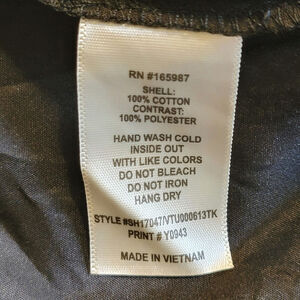 RN #165987
SHELL:
100% COTTON
CONTRAST:
100% POLYESTER
HAND WASH COLD
INSIDE OUT
WITH LIKE COLORS
DO NOT BLEACH
DO NOT IRON
HANG DRY
STYLE #SH17047/VTU000613TK
PRINT # Y0943
MADE IN VIETNAM